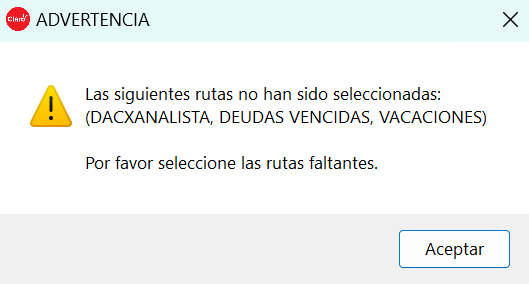 Claro
ADVERTENCIA
Las siguientes rutas no han sido seleccionadas:
(DACXANALISTA, DEUDAS VENCIDAS, VACACIONES)
Por favor seleccione las rutas faltantes.
Aceptar